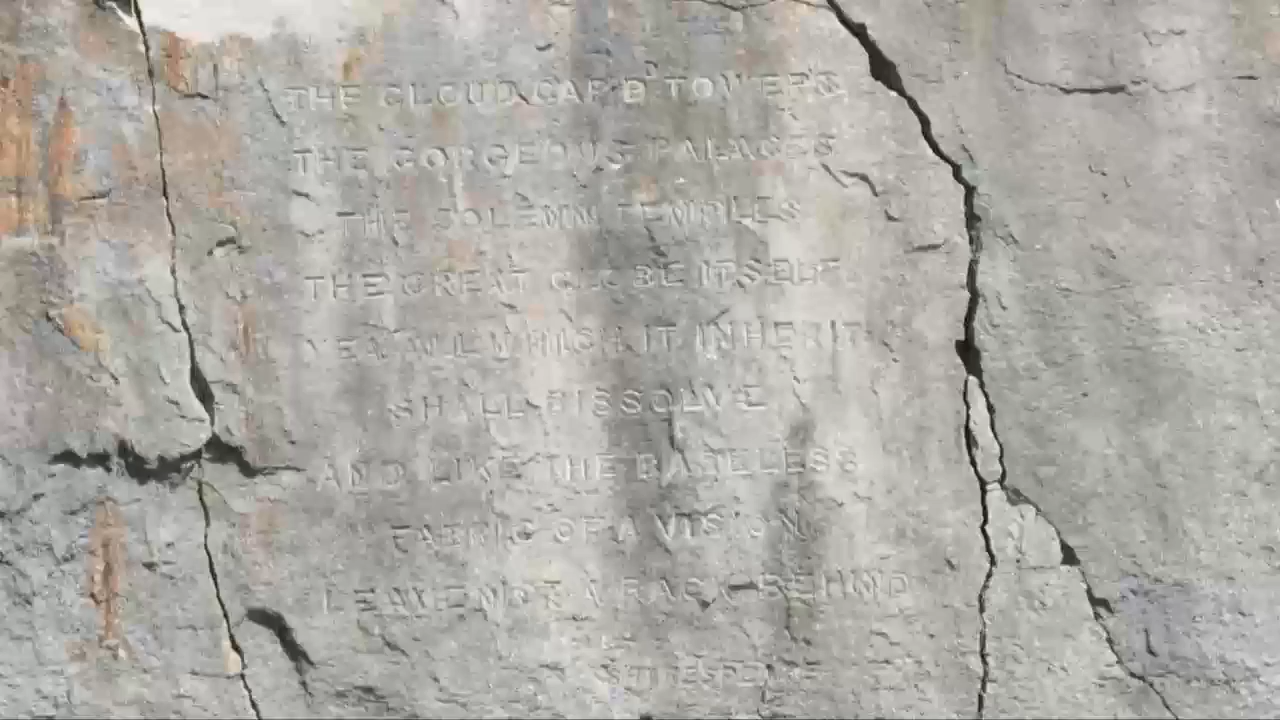 THE CLOUD CAP'D TOWERS
THE GORGEOUS PALACES
THE SOLEMN TEMPLES
THE GREAT GLOBE ITSELF
YEA ALL WHICH IT INHERIT
SHALL DISSOLVE
AND LIKE THE BASELESS
FABRIC OF A VISION
LEAVE NOT A RACK BEHIND